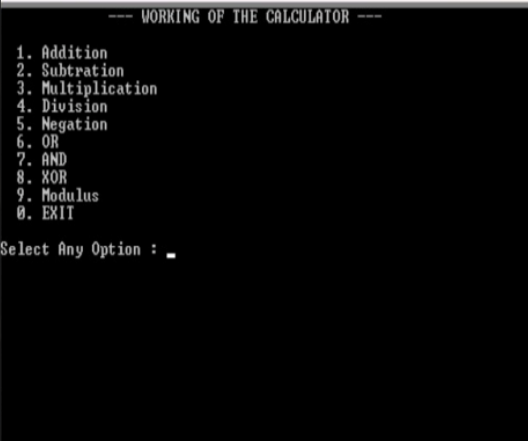 --- WORKING OF THE CALCULATOR ---
1. Addition
2. Subtration
3. Multiplication
4. Division
5. Negation
6. OR
7. AND
8. XOR
9. Modulus
0. EXIT
Select Any Option : _